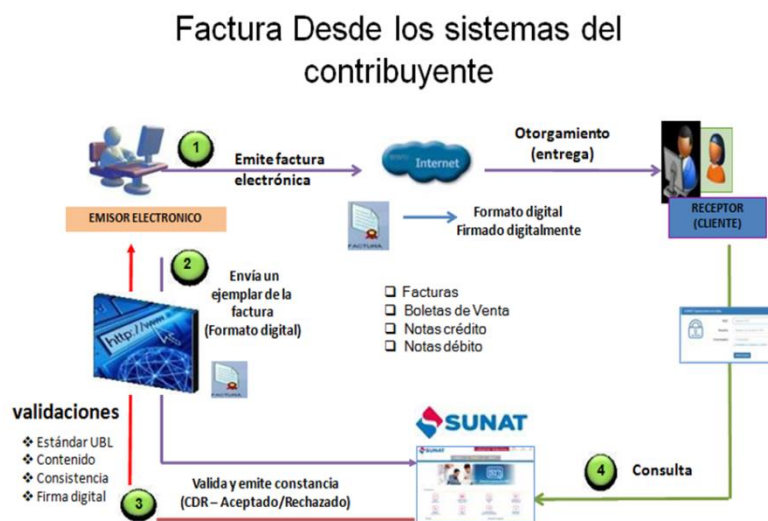 Factura Desde los sistemas del
contribuyente
1
Emite factura
electrónica
Internet
Otorgamiento
(entrega)
EMISOR ELECTRONICO
FACTURA
Formato digital
Firmado digitalmente
RECEPTOR
(CLIENTE)
2
Envía un
ejemplar de la
factura
(Formato digital)
http://www
FACTURA
❑ Facturas
❑ Boletas de Venta
❑ Notas crédito
❑ Notas débito
validaciones
❖ Estándar UBL
❖ Contenido
❖ Consistencia
❖ Firma digital
SUNAT
SUNAT
3
Valida y emite constancia
(CDR – Aceptado/Rechazado)
4
Consulta